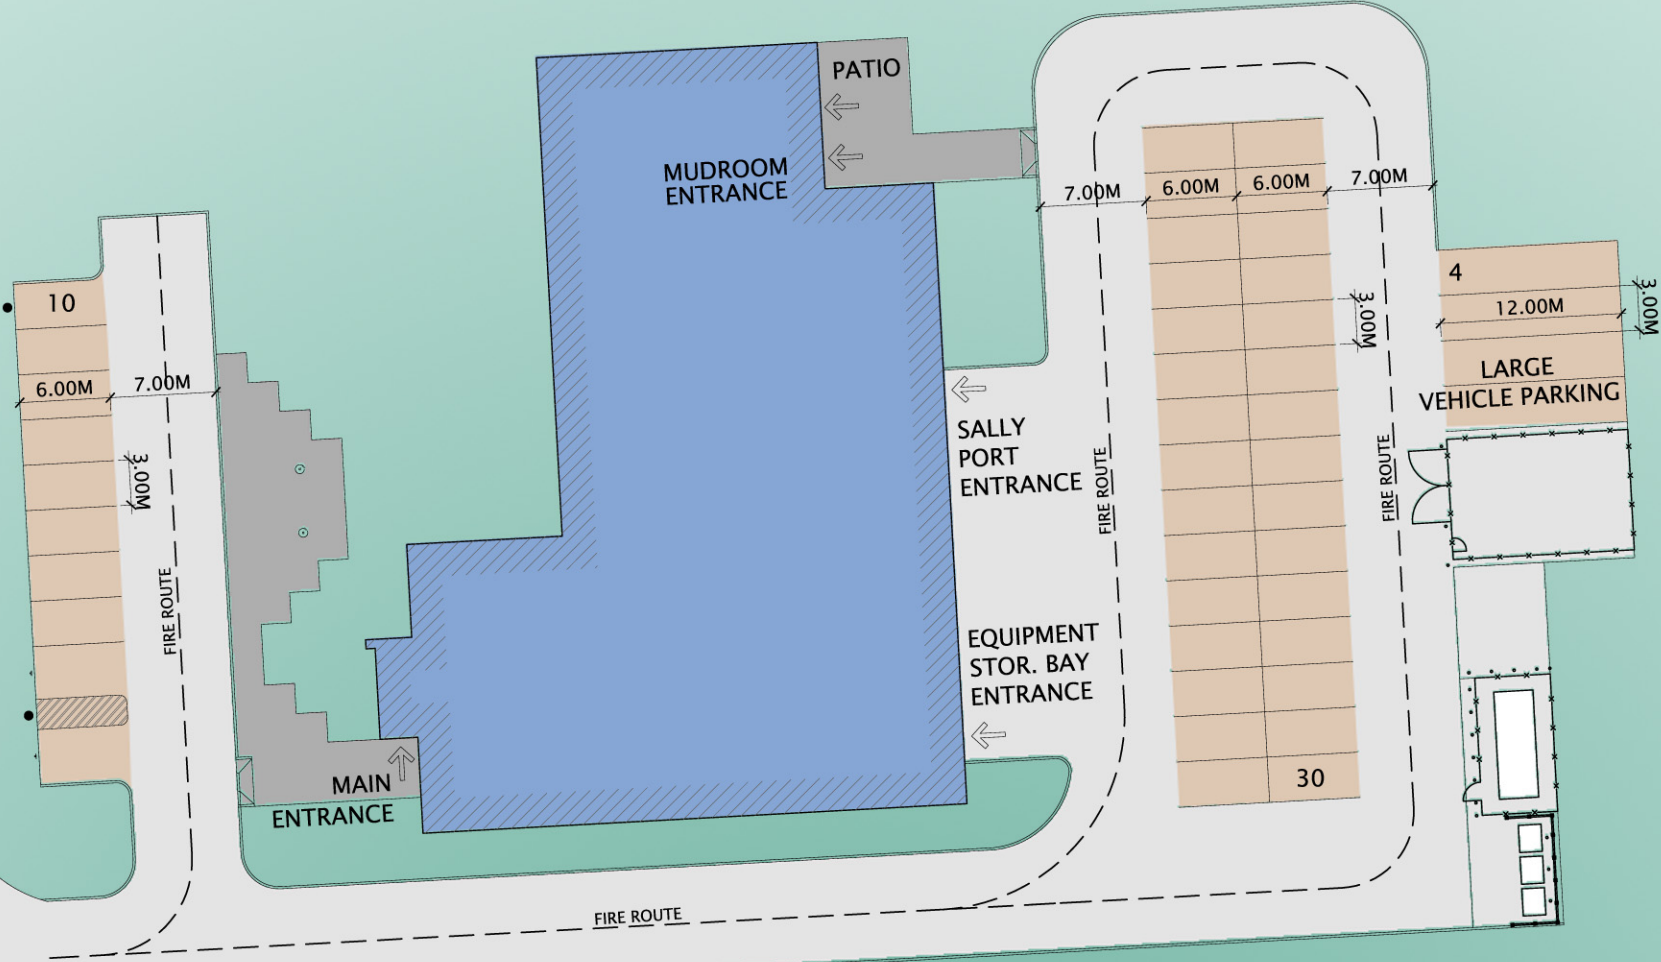 PATIO
MUDROOM
ENTRANCE
7.00M
6.00M
6.00M
7.00M
4
12.00M
3.00M
3.00M
LARGE
VEHICLE PARKING
10
6.00M
7.00M
3.00M
SALLY
PORT
ENTRANCE
FIRE ROUTE
FIRE ROUTE
FIRE ROUTE
EQUIPMENT
STOR. BAY
ENTRANCE
MAIN
ENTRANCE
30
FIRE ROUTE